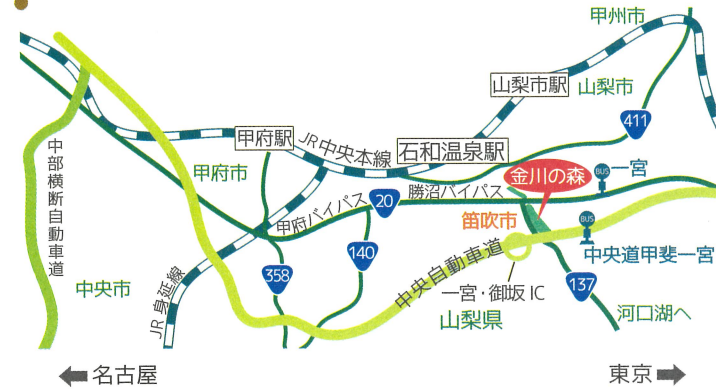 甲州市
山梨市駅
山梨市
411
甲府駅
JR中央本線
石和温泉駅
金川の森
BUS
一宮
中部横断自動車道
甲府市
甲府バイパス
20
勝沼バイパス
笛吹市
BUS
中央道甲斐一宮
中央市
JR身延線
358
140
中央自動車道
一宮・御坂 IC
137
山梨県
河口湖へ
名古屋
東京